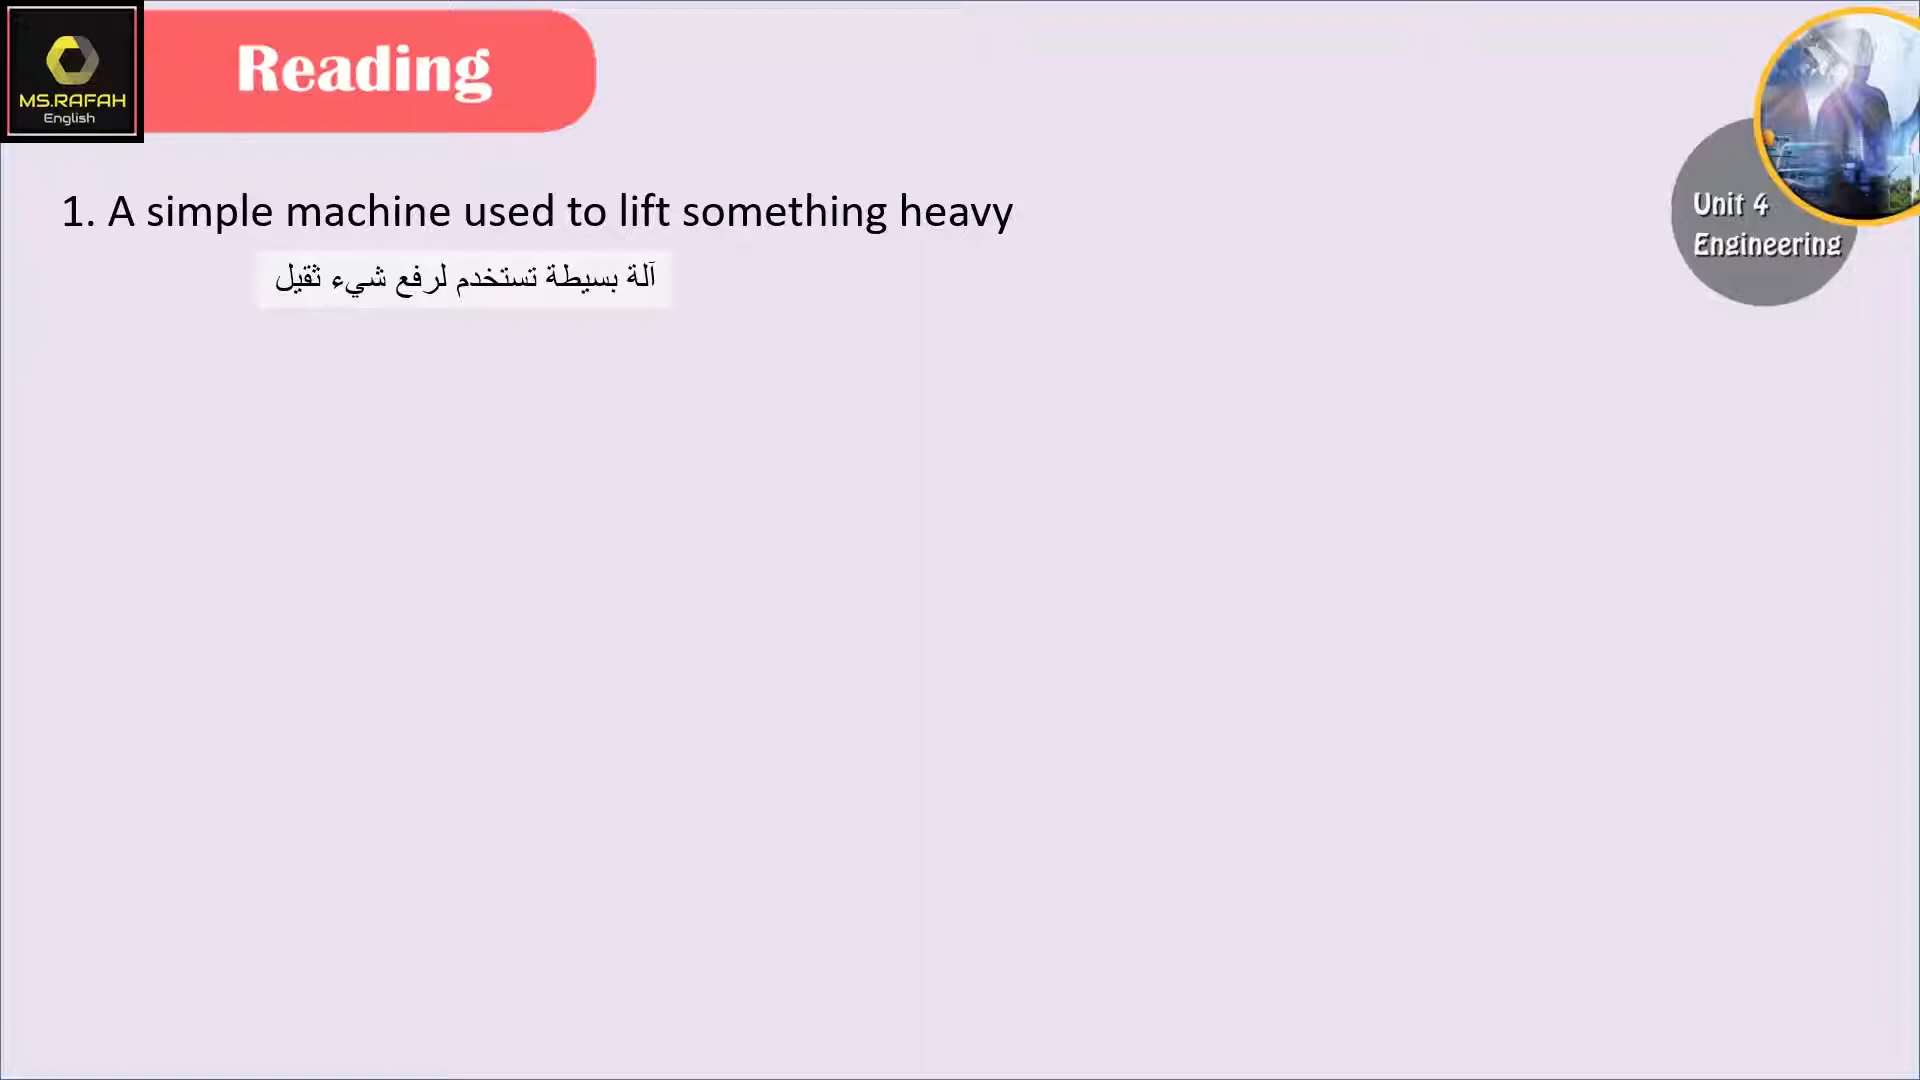 MS.RAFAH
English
Reading
1. A simple machine used to lift something heavy
آلة بسيطة تستخدم لرفع شيء ثقيل
Unit 4
Engineering